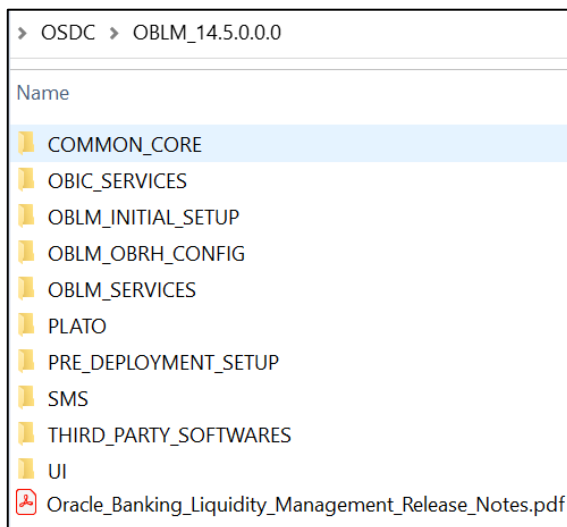 > OSDC > OBLM_14.5.0.0.0
Name
COMMON_CORE
OBIC_SERVICES
OBLM_INITIAL_SETUP
OBLM_OBRH_CONFIG
OBLM_SERVICES
PLATO
PRE_DEPLOYMENT_SETUP
SMS
THIRD_PARTY_SOFTWARES
UI
Oracle_Banking_Liquidity_Management_Release_Notes.pdf